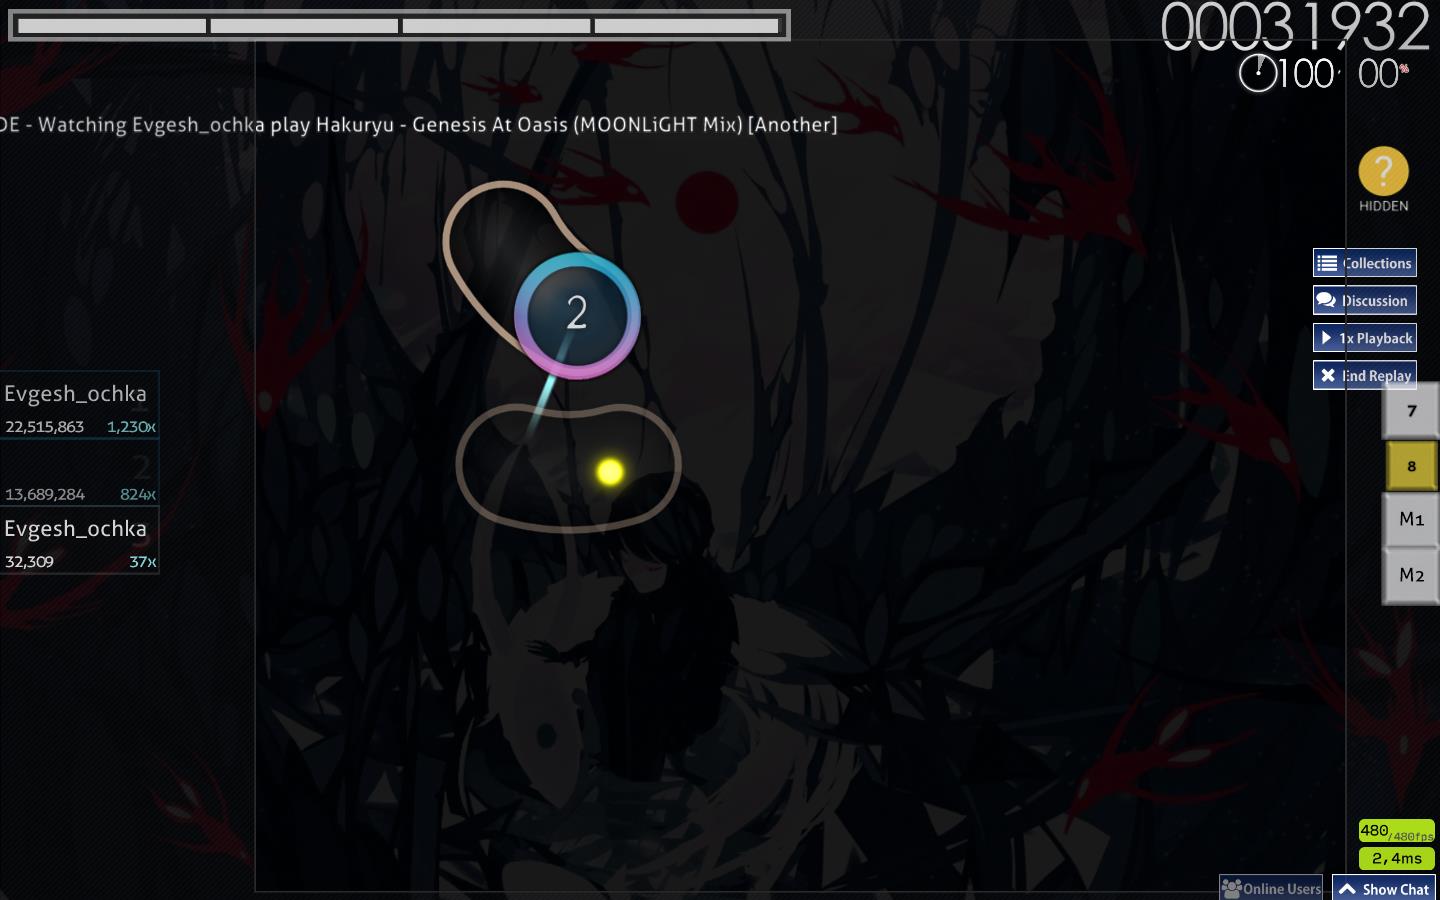 00031932
100.00%
DE - Watching Evgesh_ochka play Hakuryu - Genesis At Oasis (MOONLiGHT Mix) [Another]
HIDDEN
Collections
2
Discussion
1x Playback
End Replay
Evgesh_ochka
1
22,515,863 1,230x
2
13,689,284 824x
Evgesh_ochka
32,309 37x
7
8
M1
M2
480/480fps
2,4ms
Online Users
Show Chat